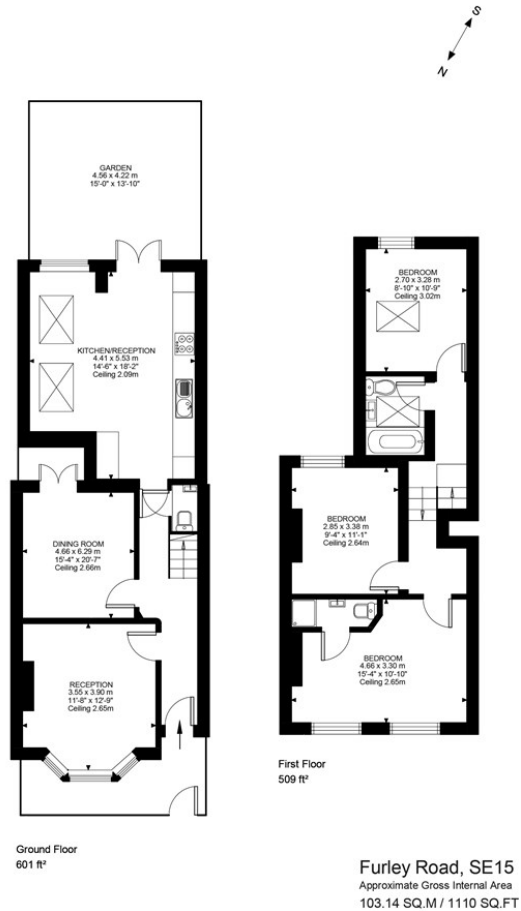 S
N
GARDEN
4.56 x 4.22 m
15'-0" x 13'-10"
KITCHEN/RECEPTION
4.41 x 5.53 m
14'-6" x 18'-2"
Ceiling 2.09m
DINING ROOM
4.66 x 6.29 m
15'-4" x 20'-7"
Ceiling 2.66m
RECEPTION
3.55 x 3.90 m
11'-8" x 12'-9"
Ceiling 2.65m
Ground Floor
601 ft²
BEDROOM
2.70 x 3.28 m
8'-10" x 10'-9"
Ceiling 3.02m
BEDROOM
2.85 x 3.38 m
9'-4" x 11'-1"
Ceiling 2.64m
BEDROOM
4.66 x 3.30 m
15'-4" x 10'-10"
Ceiling 2.65m
First Floor
509 ft²
Furley Road, SE15
Approximate Gross Internal Area
103.14 SQ.M / 1110 SQ.FT